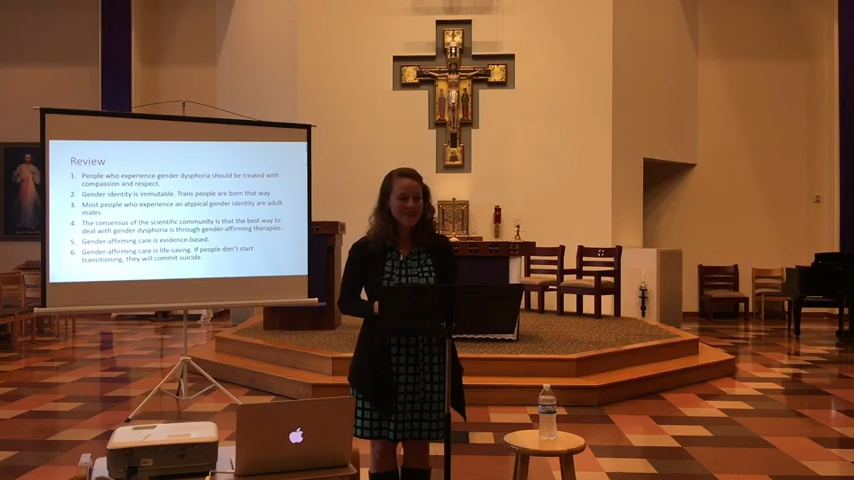 Review
1. People who experience gender dysphoria should be treated with
compassion and respect.
2. Gender identity is immutable. Trans people are born that way.
3. Most people who experience an atypical gender identity are adult
males.
4. The consensus of the scientific community is that the best way to
deal with gender dysphoria is through gender-affirming therapies.
5. Gender-affirming care is evidence-based.
6. Gender-affirming care is life-saving. If people don't start
transitioning, they will commit suicide.